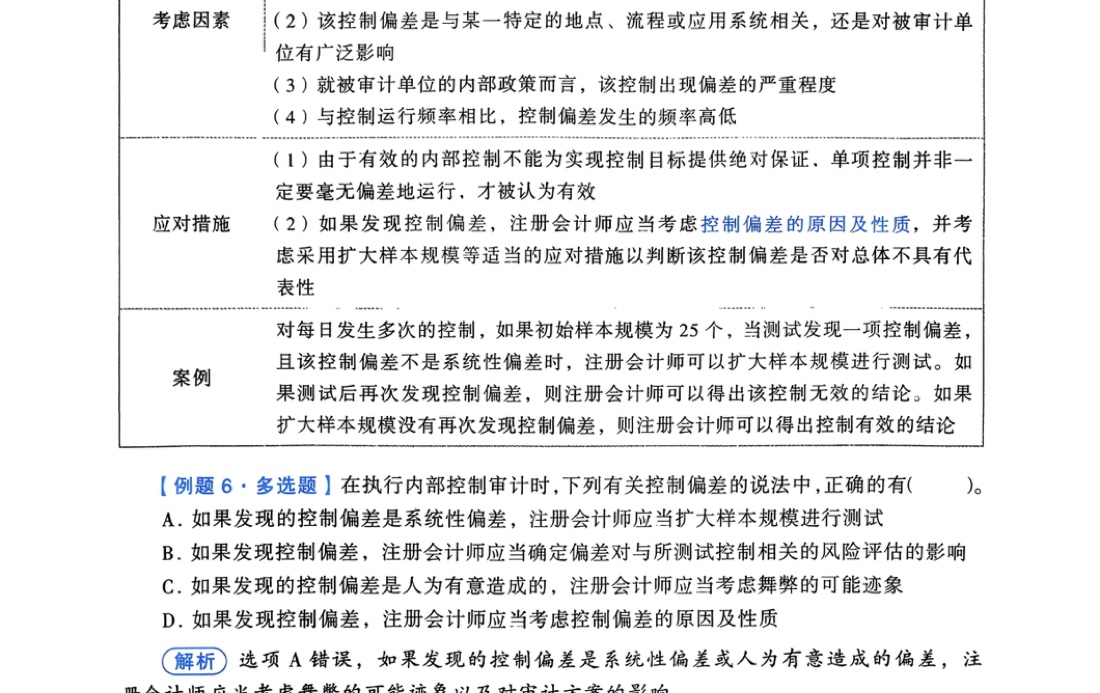 考虑因素
（2）该控制偏差是与某一特定的地点、流程或应用系统相关，还是对被审计单
位有广泛影响
（3）就被审计单位的内部政策而言，该控制出现偏差的严重程度
（4）与控制运行频率相比，控制偏差发生的频率高低
应对措施
（1）由于有效的内部控制不能为实现控制目标提供绝对保证，单项控制并非一
定要毫无偏差地运行，才被认为有效
（2）如果发现控制偏差，注册会计师应当考虑控制偏差的原因及性质，并考
虑采用扩大样本规模等适当的应对措施以判断该控制偏差是否对总体不具有代
表性
案例
对每日发生多次的控制，如果初始样本规模为 25 个，当测试发现一项控制偏差，
且该控制偏差不是系统性偏差时，注册会计师可以扩大样本规模进行测试。如
果测试后再次发现控制偏差，则注册会计师可以得出该控制无效的结论。如果
扩大样本规模没有再次发现控制偏差，则注册会计师可以得出控制有效的结论
【例题 6 · 多选题】在执行内部控制审计时,下列有关控制偏差的说法中,正确的有(　　)。
A. 如果发现的控制偏差是系统性偏差，注册会计师应当扩大样本规模进行测试
B. 如果发现控制偏差，注册会计师应当确定偏差对与所测试控制相关的风险评估的影响
C. 如果发现的控制偏差是人为有意造成的，注册会计师应当考虑舞弊的可能迹象
D. 如果发现控制偏差，注册会计师应当考虑控制偏差的原因及性质
解析 选项 A 错误，如果发现的控制偏差是系统性偏差或人为有意造成的偏差，注
册会计师应当考虑舞弊的可能迹象以及对审计方案的影响